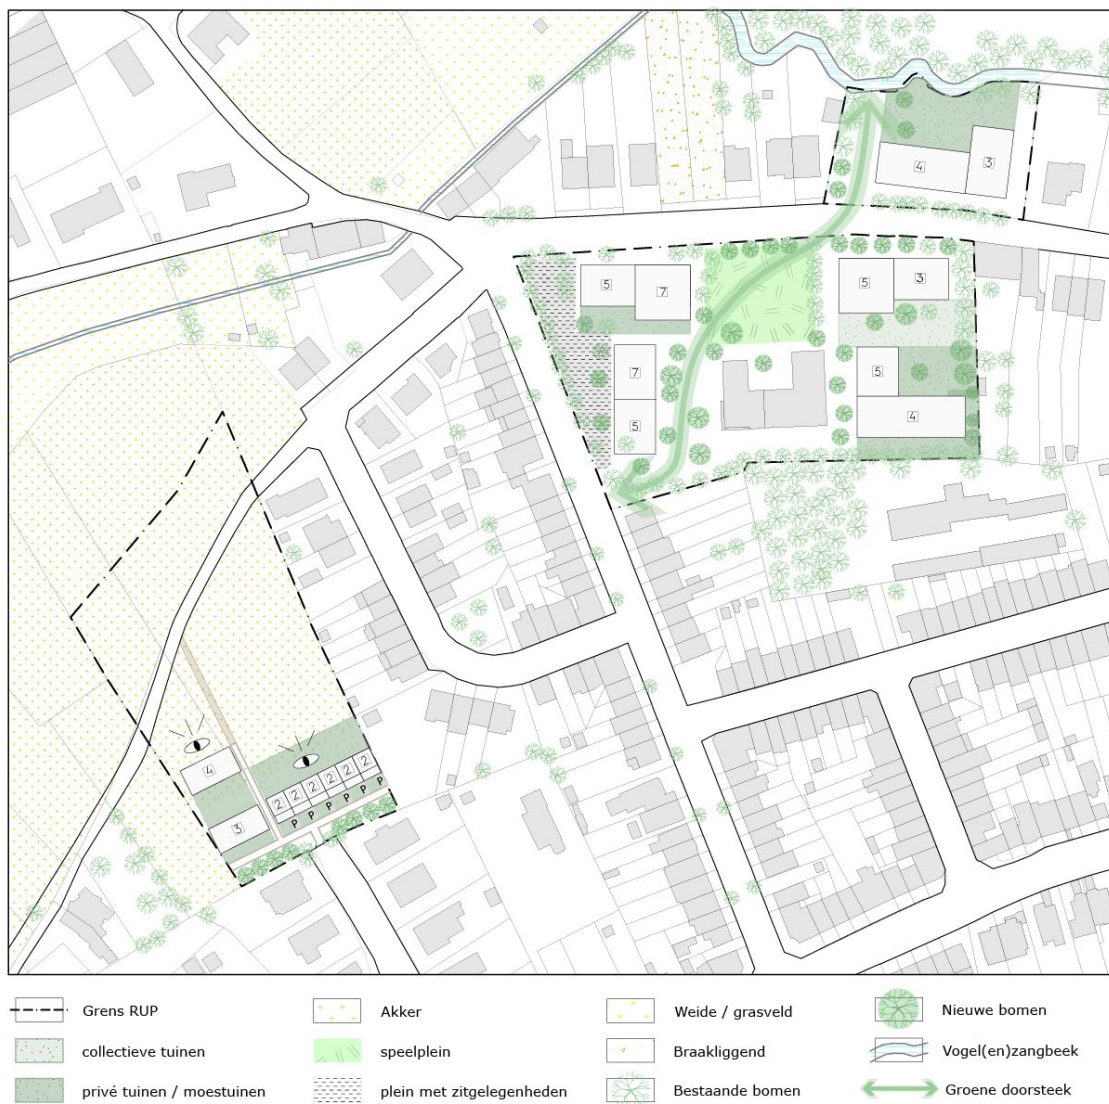 4 3
5 7 5 3
7 5
5 4
4
2 2 2 2 2 2
3 P P P P P P
Grens RUP Akker Weide / grasveld Nieuwe bomen
collectieve tuinen speelplein Braakliggend Vogel(en)zangbeek
privé tuinen / moestuinen plein met zitgelegenheden Bestaande bomen Groene doorsteek